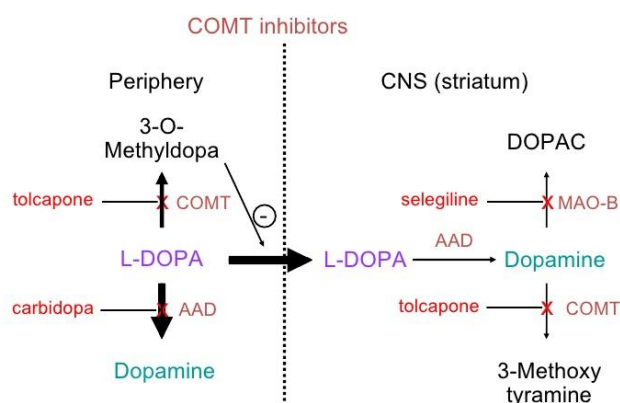 COMT inhibitors
Periphery
CNS (striatum)
3-O-
Methyldopa
DOPAC
tolcapone
X
COMT
selegiline
X
MAO-B
-
L-DOPA
L-DOPA
AAD
Dopamine
carbidopa
X
AAD
tolcapone
X
COMT
Dopamine
3-Methoxy
tyramine